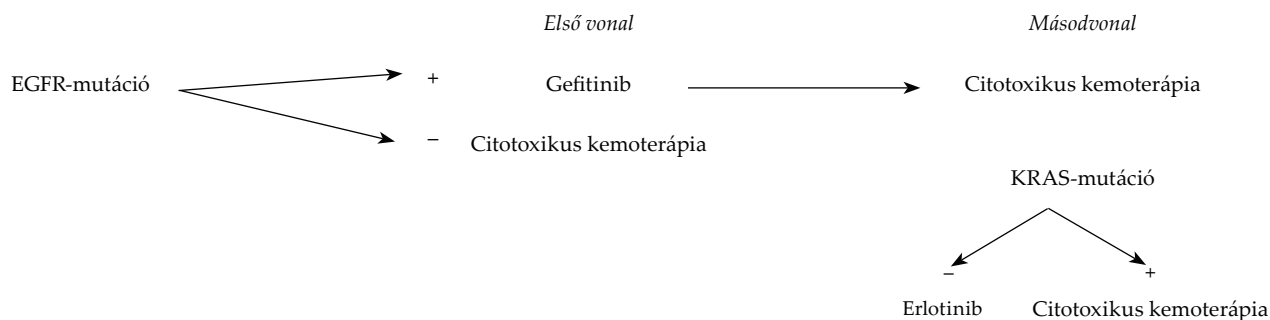 Első vonal Másodvonal
EGFR-mutáció + Gefitinib Citotoxikus kemoterápia
– Citotoxikus kemoterápia
KRAS-mutáció
– +
Erlotinib Citotoxikus kemoterápia